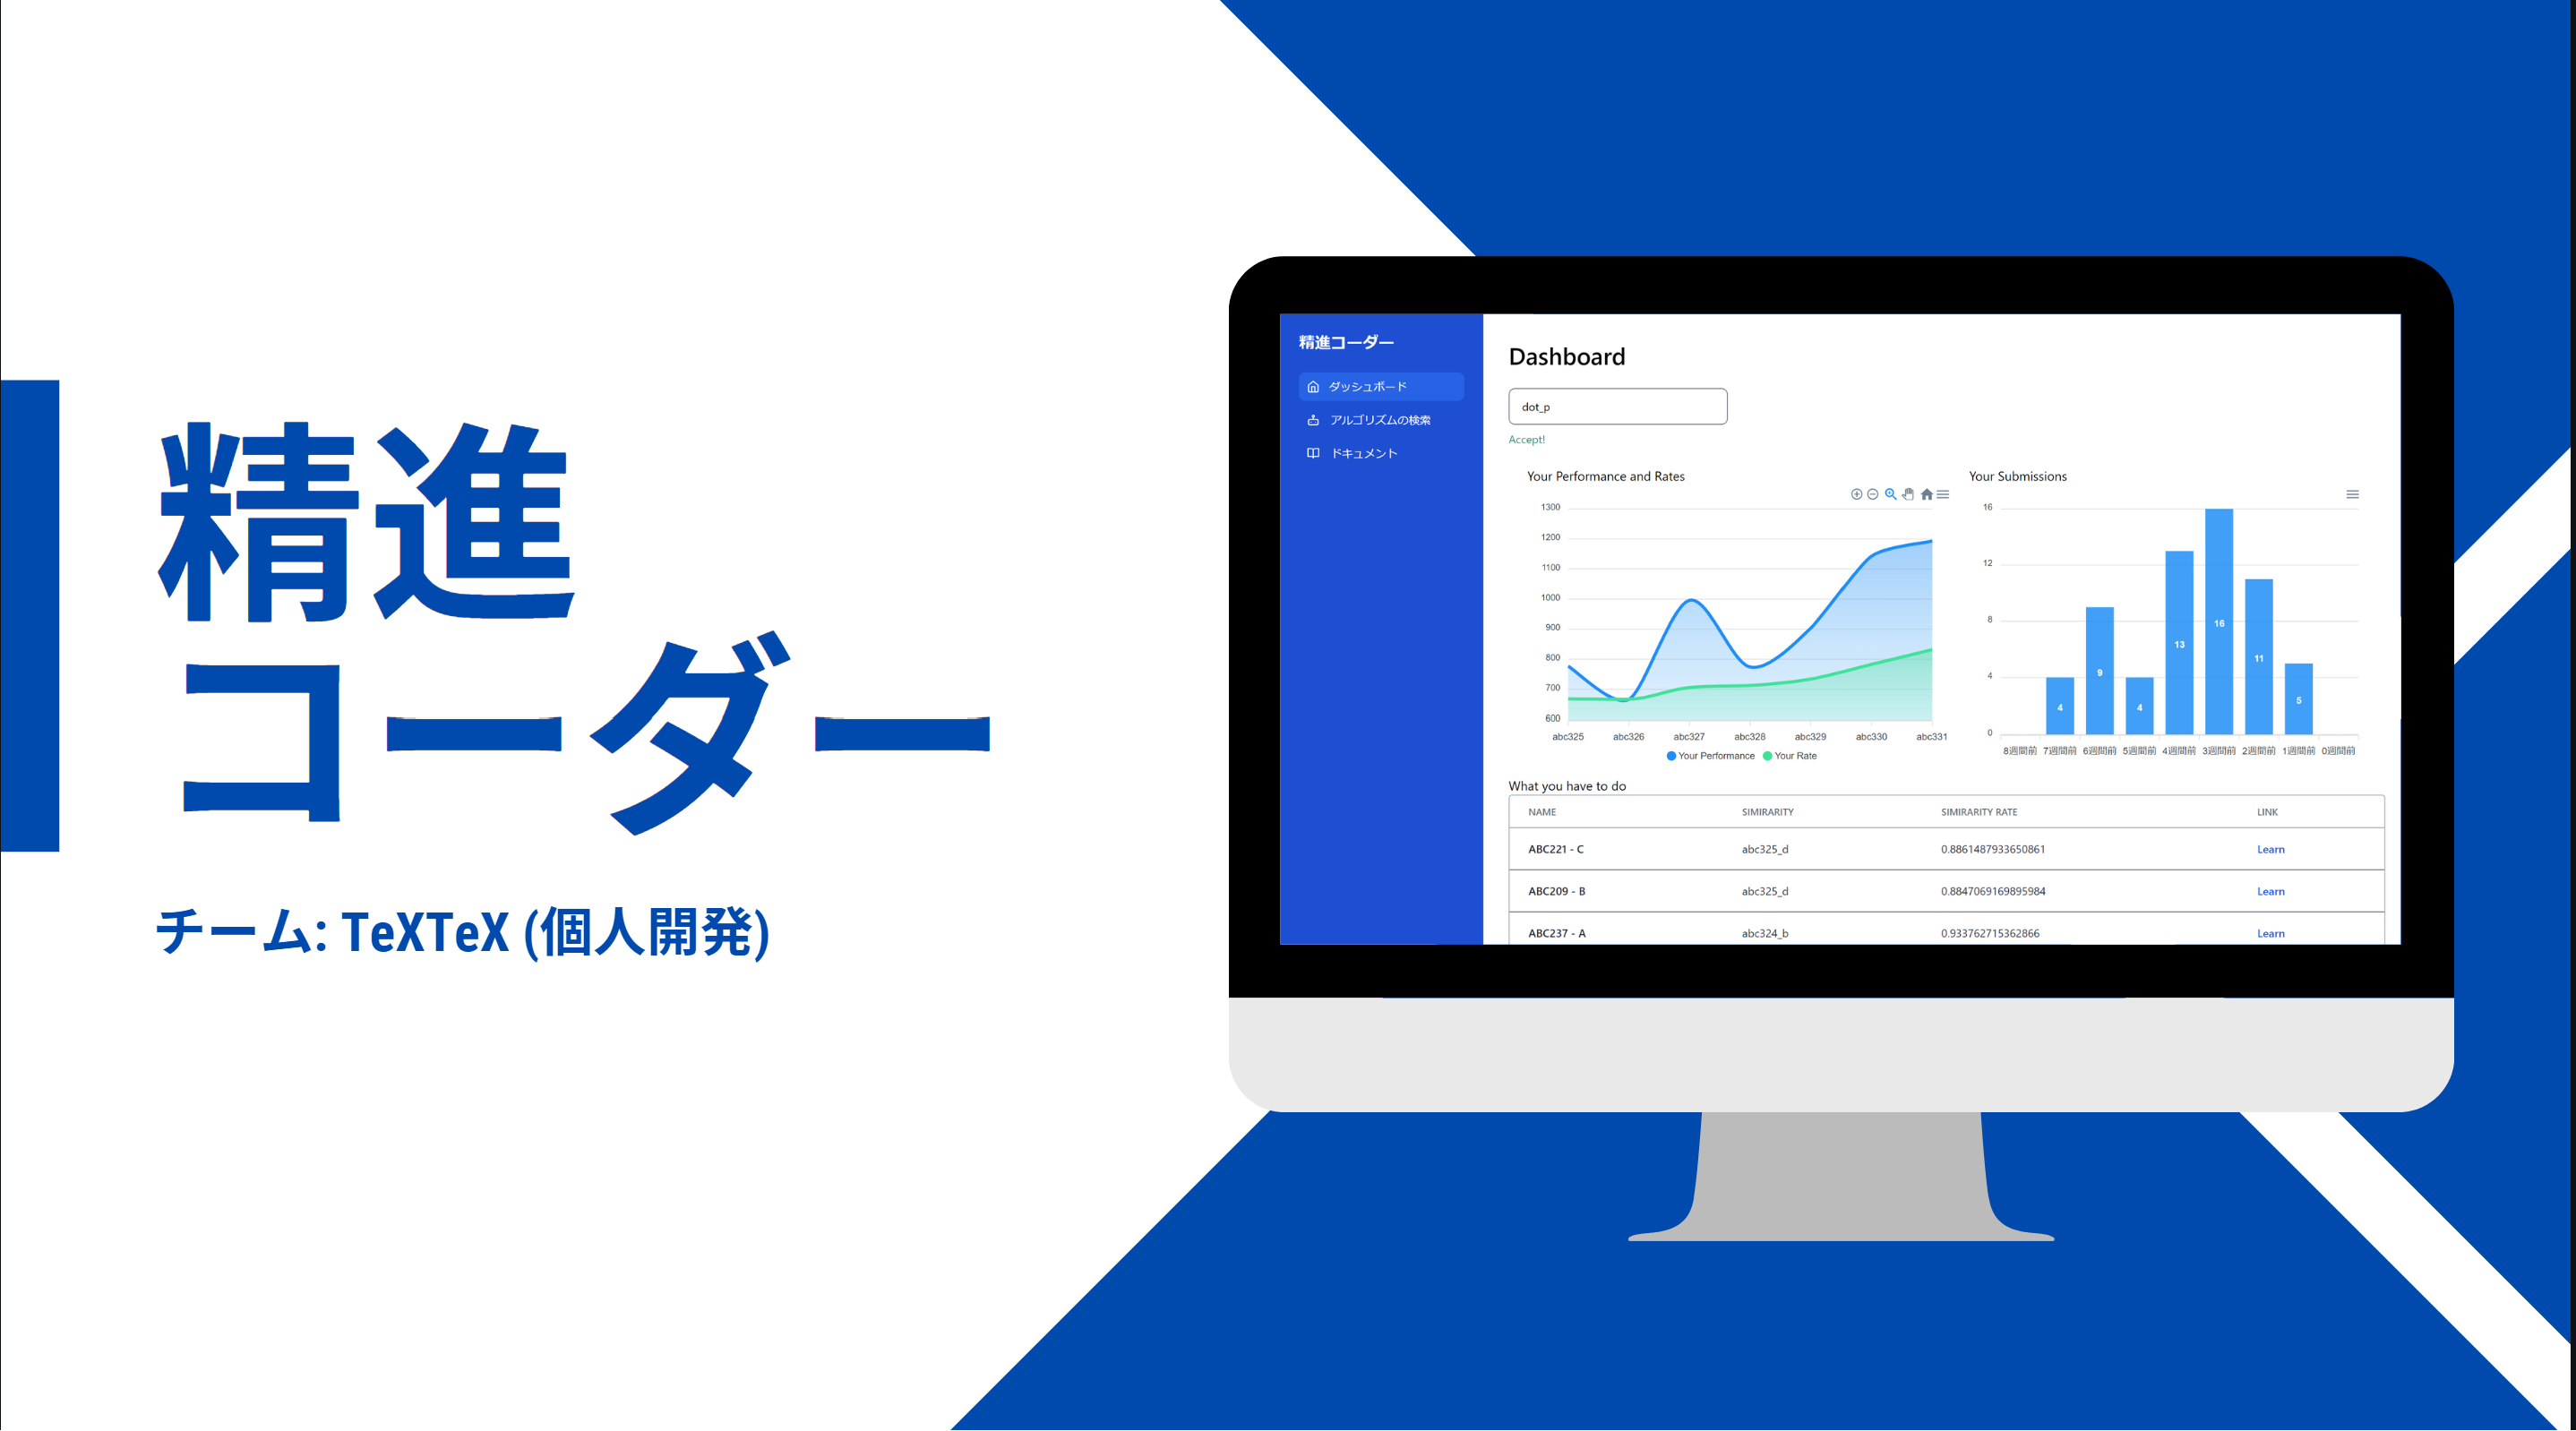 精進
コーダー
チーム: TeXTeX (個人開発)
精進コーダー
ダッシュボード
アルゴリズムの検索
ドキュメント
Dashboard
dot_p
Accept!
Your Performance and Rates
1300
1200
1100
1000
900
800
700
600
abc325 abc326 abc327 abc328 abc329 abc330 abc331
Your Performance Your Rate
Your Submissions
16
12
8
4
0
4 9 4 13 16 11 5
8週間前 7週間前 6週間前 5週間前 4週間前 3週間前 2週間前 1週間前 0週間前
What you have to do
NAME SIMIRARITY SIMIRARITY RATE LINK
ABC221 - C abc325_d 0.8861487933650861 Learn
ABC209 - B abc325_d 0.8847069169895984 Learn
ABC237 - A abc324_b 0.933762715362866 Learn